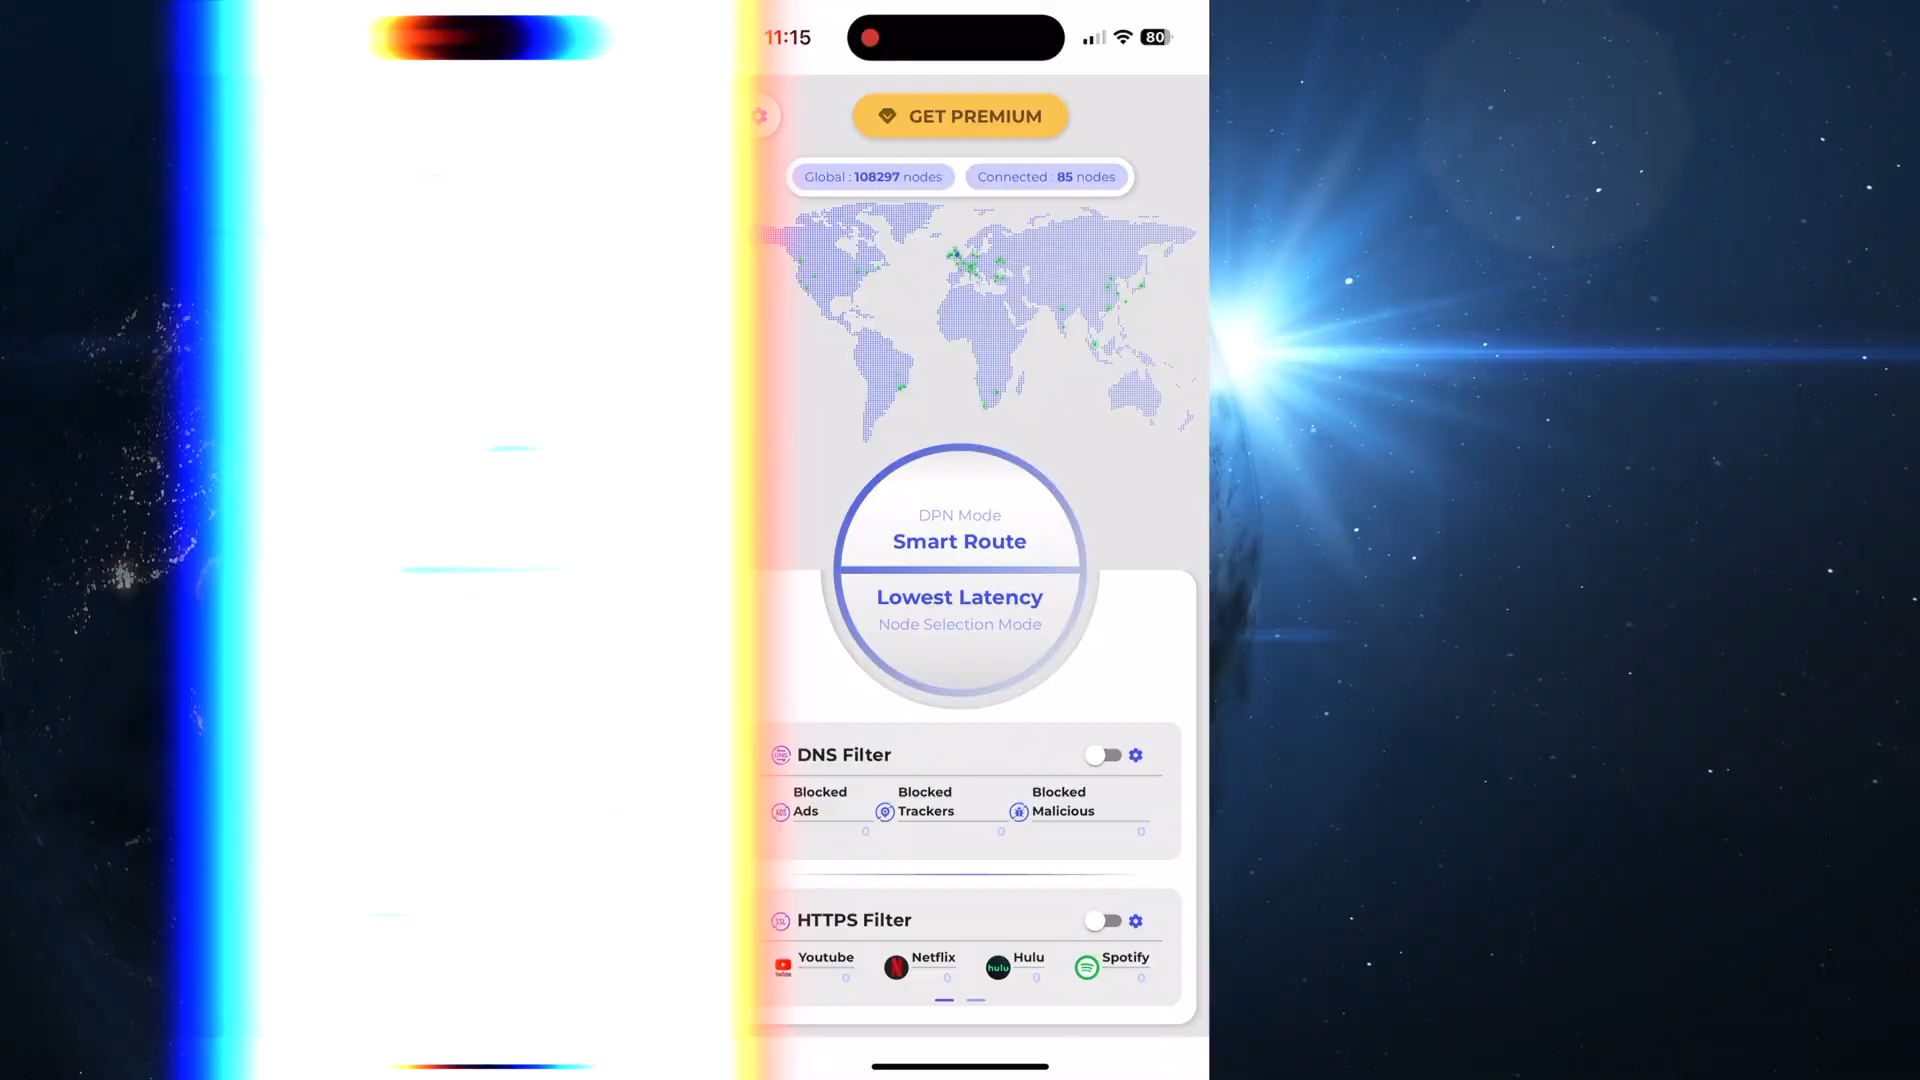 11:15
80
GET PREMIUM
Global : 108297 nodes
Connected : 85 nodes
DPN Mode
Smart Route
Lowest Latency
Node Selection Mode
DNS Filter
Blocked Ads
0
Blocked Trackers
0
Blocked Malicious
0
HTTPS Filter
Youtube
0
Netflix
0
hulu
Hulu
0
Spotify
0